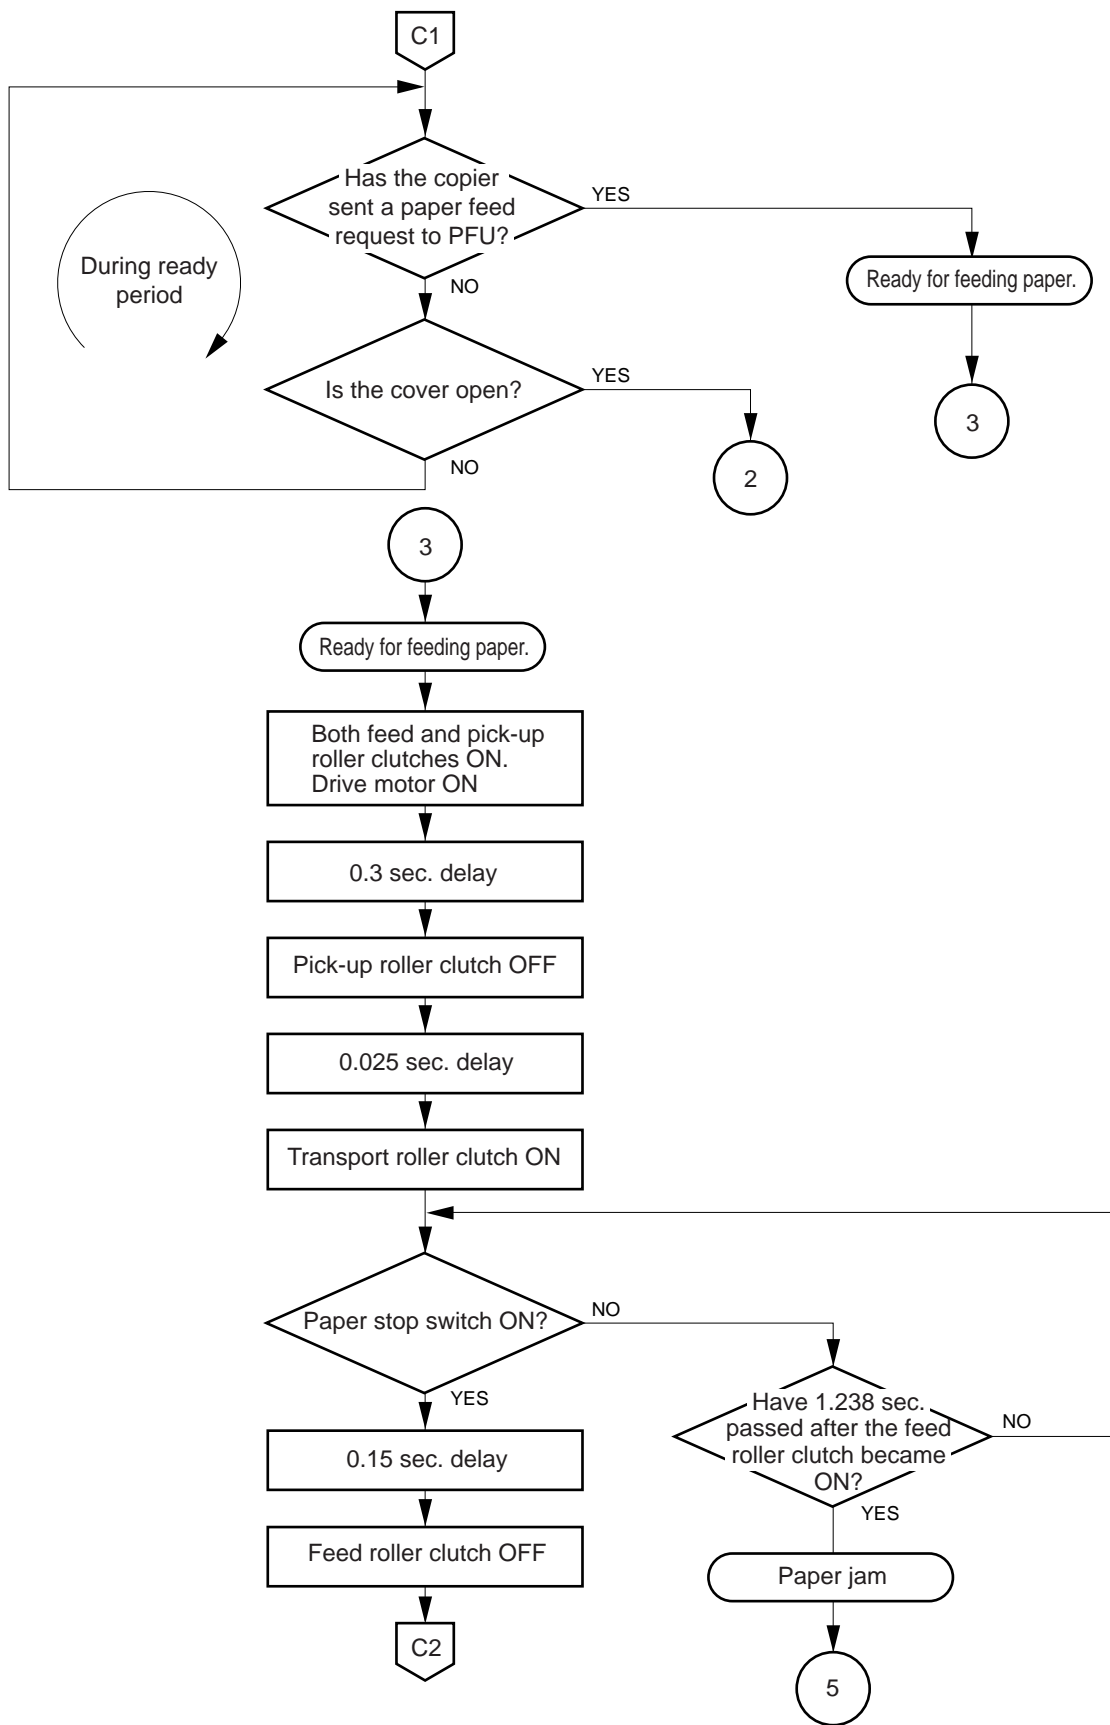 C1
Has the copier
sent a paper feed
request to PFU?
YES
NO
During ready
period
Ready for feeding paper.
3
Is the cover open?
YES
NO
2
3
Ready for feeding paper.
Both feed and pick-up
roller clutches ON.
Drive motor ON
0.3 sec. delay
Pick-up roller clutch OFF
0.025 sec. delay
Transport roller clutch ON
Paper stop switch ON?
NO
YES
Have 1.238 sec.
passed after the feed
roller clutch became
ON?
NO
YES
0.15 sec. delay
Feed roller clutch OFF
Paper jam
C2
5